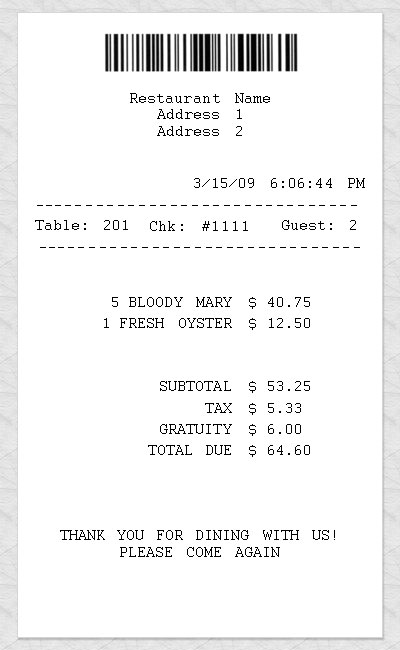 Restaurant Name
Address 1
Address 2
3/15/09 6:06:44 PM
--------------------------------
Table: 201 Chk: #1111 Guest: 2
--------------------------------
5 BLOODY MARY $ 40.75
1 FRESH OYSTER $ 12.50
SUBTOTAL $ 53.25
TAX $ 5.33
GRATUITY $ 6.00
TOTAL DUE $ 64.60
THANK YOU FOR DINING WITH US!
PLEASE COME AGAIN